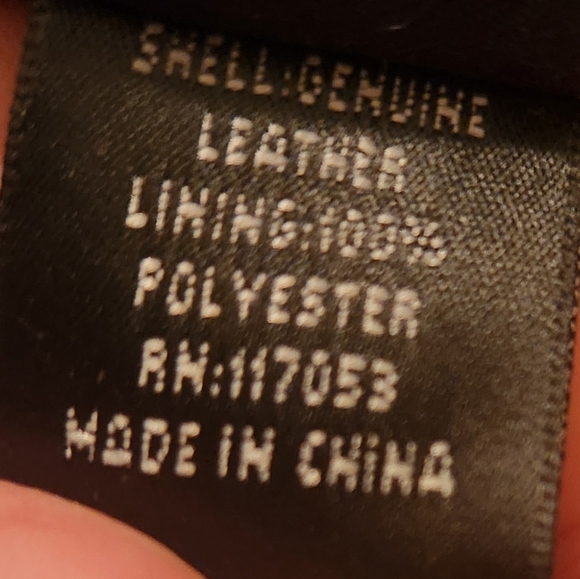 SHELL:GENUINE
LEATHER
LINING:100%
POLYESTER
RN:117053
MADE IN CHINA